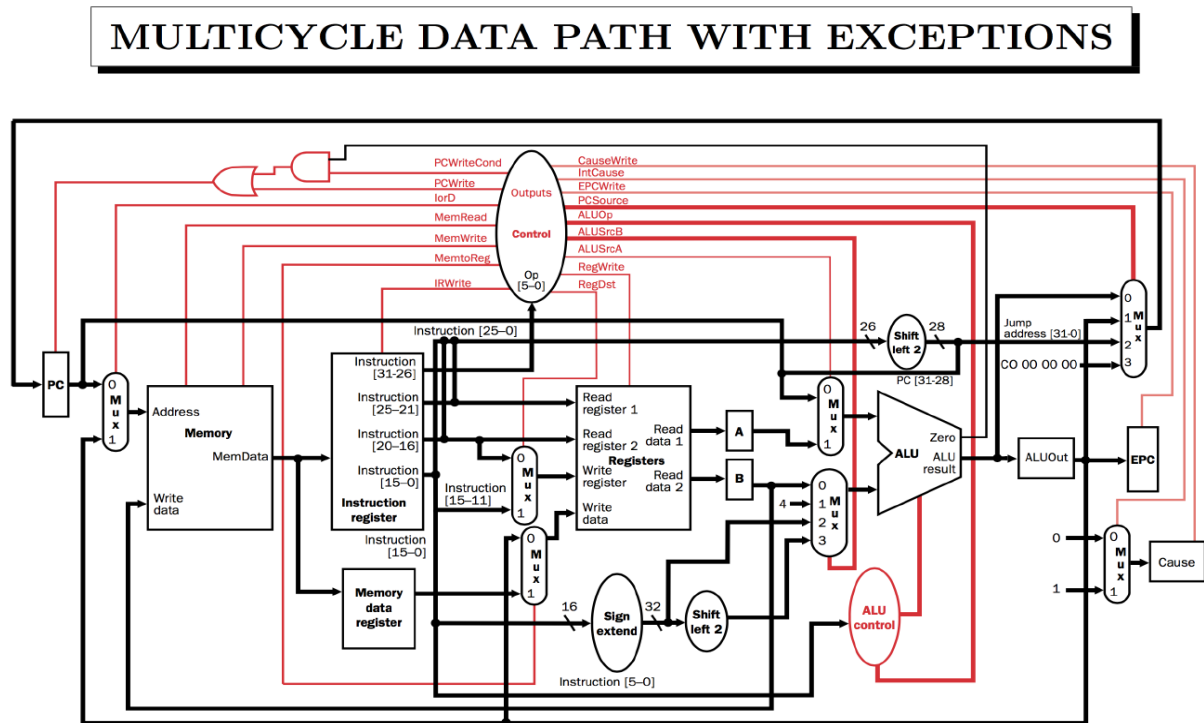 MULTICYCLE DATA PATH WITH EXCEPTIONS
PCWriteCond
PCWrite
IorD
MemRead
MemWrite
MemtoReg
IRWrite
Outputs
Control
Op
[5–0]
CauseWrite
IntCause
EPCWrite
PCSource
ALUOp
ALUSrcB
ALUSrcA
RegWrite
RegDst
Instruction [25–0]
26
Shift
left 2
28
Jump
address [31-0]
CO 00 00 00
PC [31-28]
0
1
2
3
Mux
PC
0
Mux
1
Address
Memory
MemData
Write
data
Instruction
[31-26]
Instruction
[25–21]
Instruction
[20–16]
Instruction
[15–0]
Instruction
register
Instruction
[15–11]
Instruction
[15–0]
0
Mux
1
0
Mux
1
Read
register 1
Read
register 2
Registers
Write
register
Write
data
Read
data 1
Read
data 2
A
B
4
0
Mux
1
0
1
2
3
Mux
Zero
ALU
ALU
result
ALUOut
EPC
0
1
0
Mux
1
Cause
Memory
data
register
16
Sign
extend
32
Shift
left 2
ALU
control
Instruction [5–0]